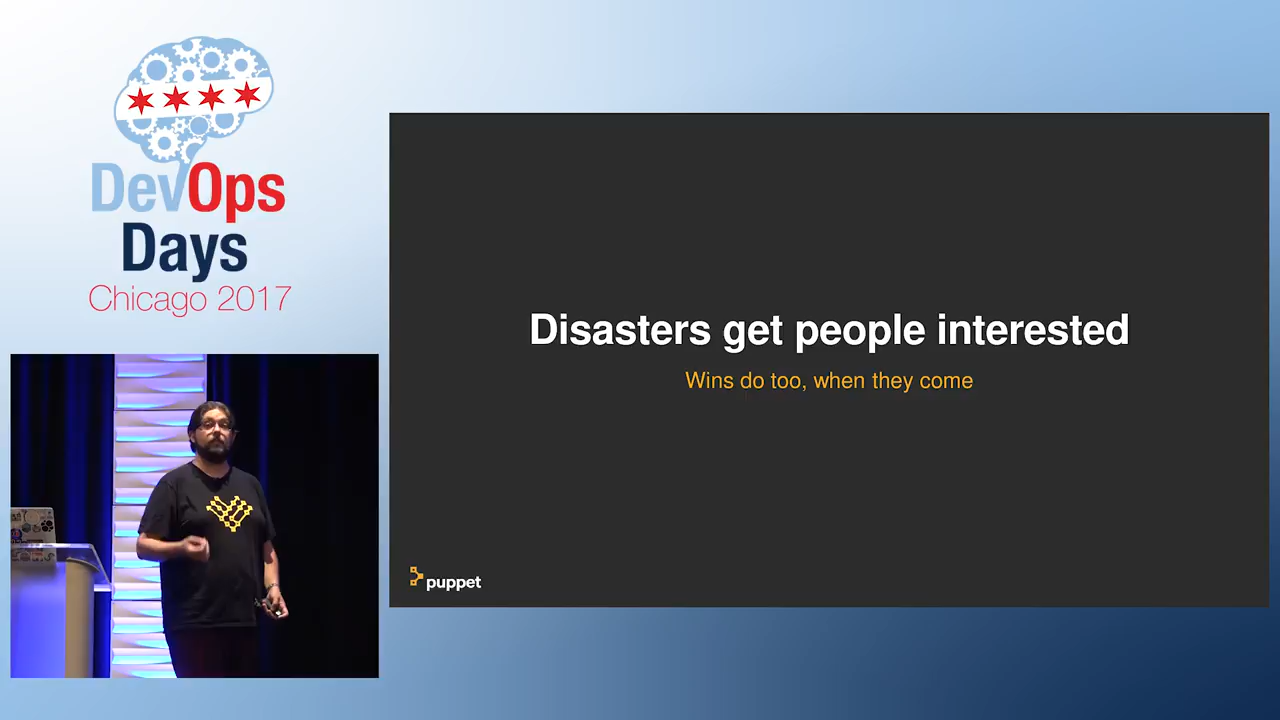 DevOps
Days
Chicago 2017
Disasters get people interested
Wins do too, when they come
puppet